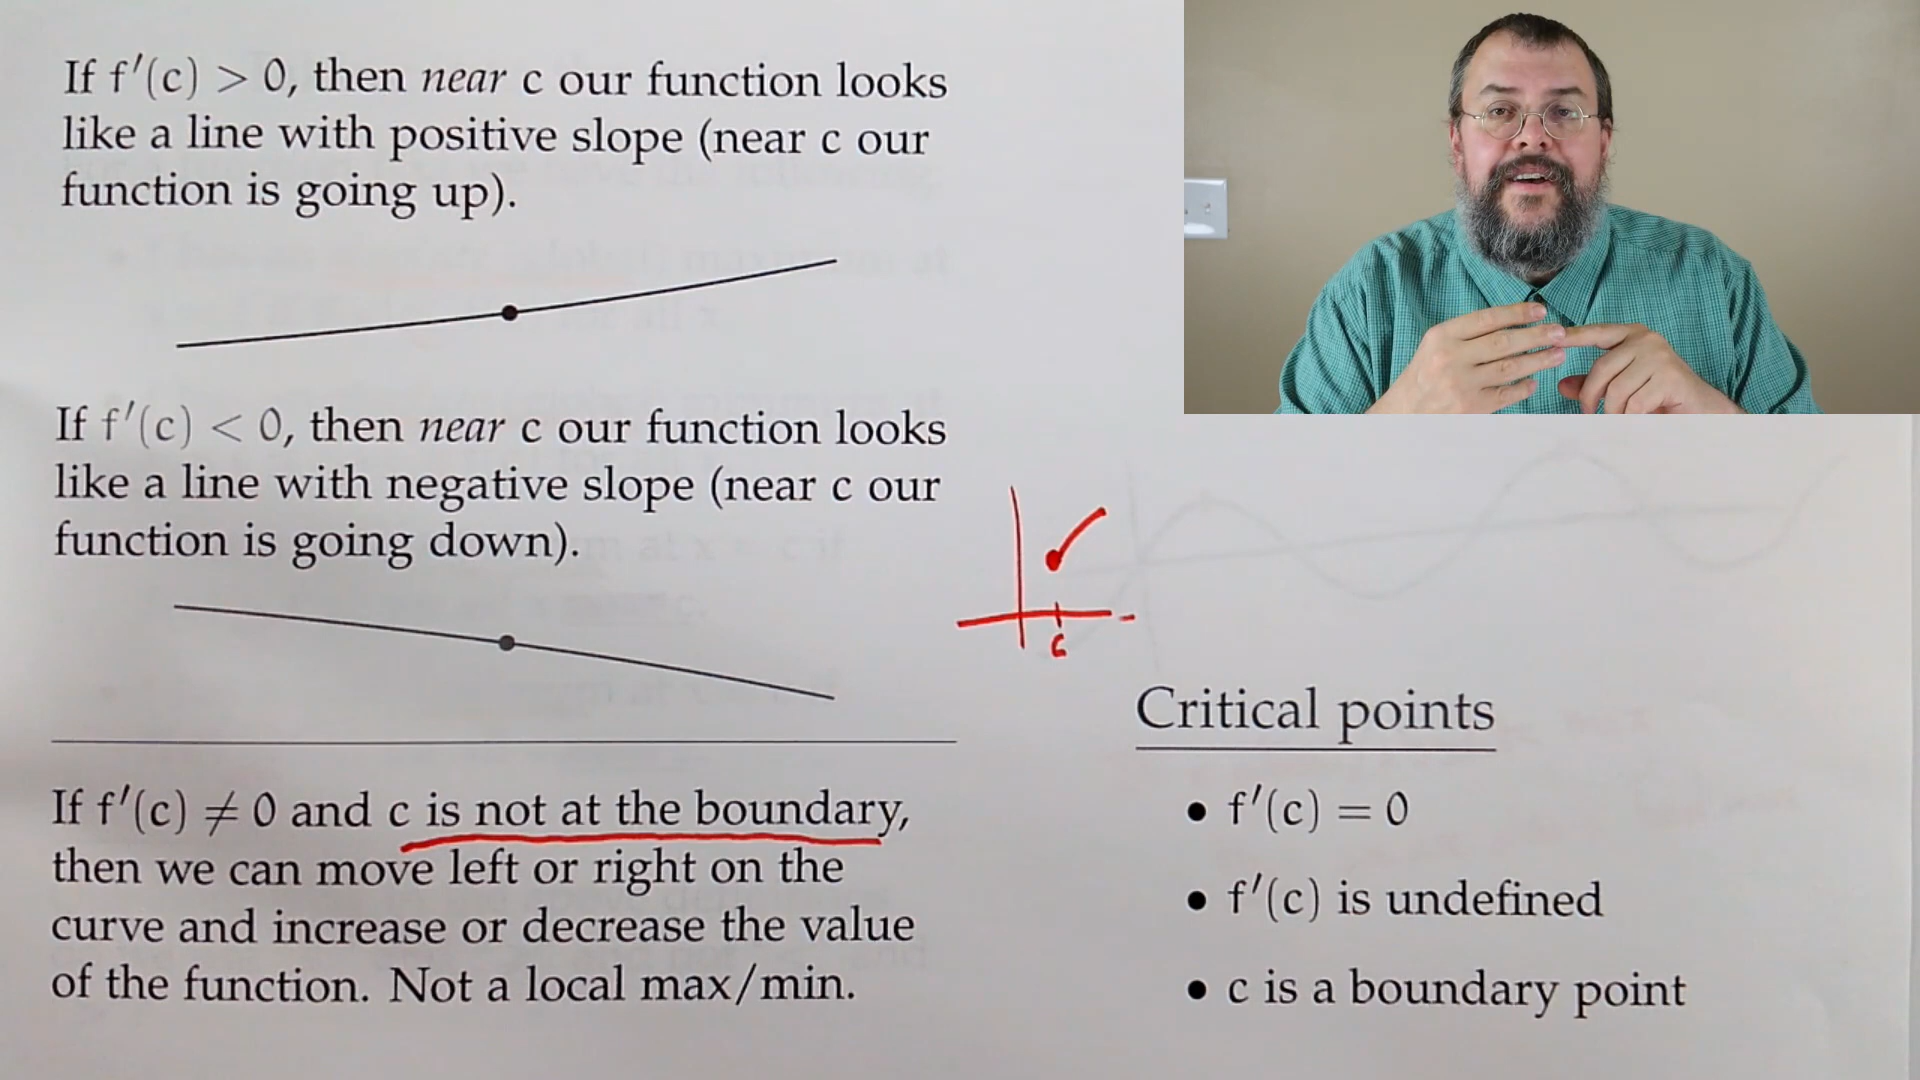 If f′(c) > 0, then near c our function looks
like a line with positive slope (near c our
function is going up).
If f′(c) < 0, then near c our function looks
like a line with negative slope (near c our
function is going down).
c
If f′(c) ≠ 0 and c is not at the boundary,
then we can move left or right on the
curve and increase or decrease the value
of the function. Not a local max/min.
Critical points
• f′(c) = 0
• f′(c) is undefined
• c is a boundary point